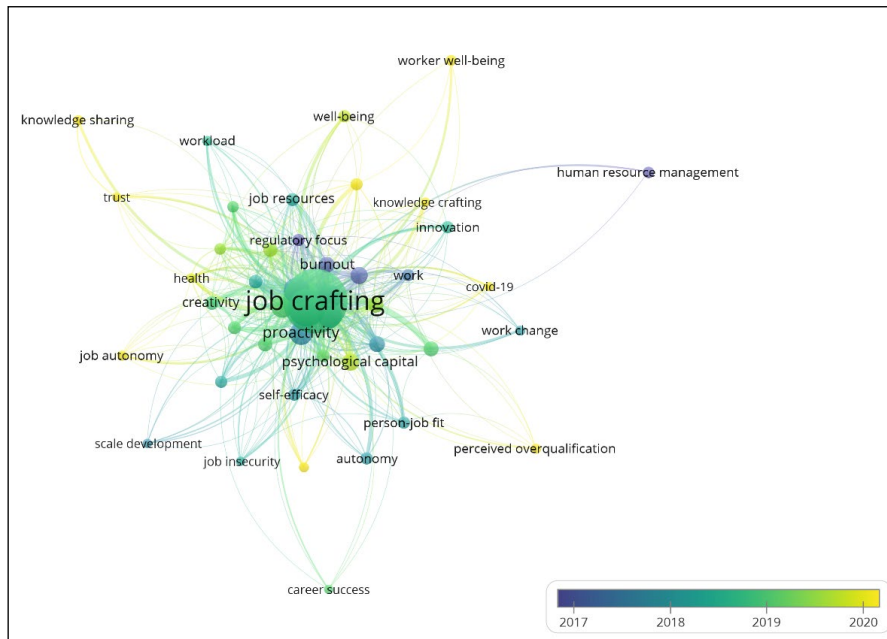 worker well-being
knowledge sharing
well-being
workload
human resource management
job resources
trust
knowledge crafting
innovation
regulatory focus
burnout
work
health
covid-19
creativity
job crafting
proactivity
work change
job autonomy
psychological capital
self-efficacy
person-job fit
scale development
perceived overqualification
job insecurity
autonomy
career success
2017 2018 2019 2020